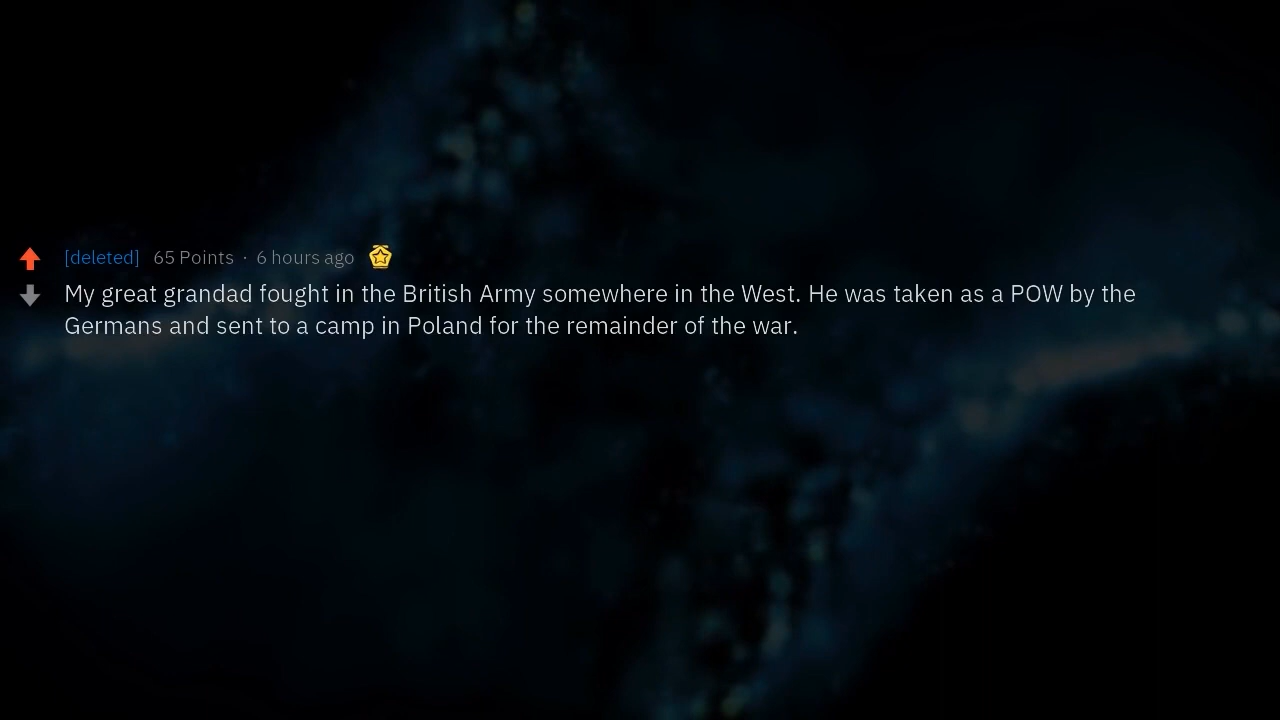 [deleted] 65 Points · 6 hours ago
My great grandad fought in the British Army somewhere in the West. He was taken as a POW by the
Germans and sent to a camp in Poland for the remainder of the war.